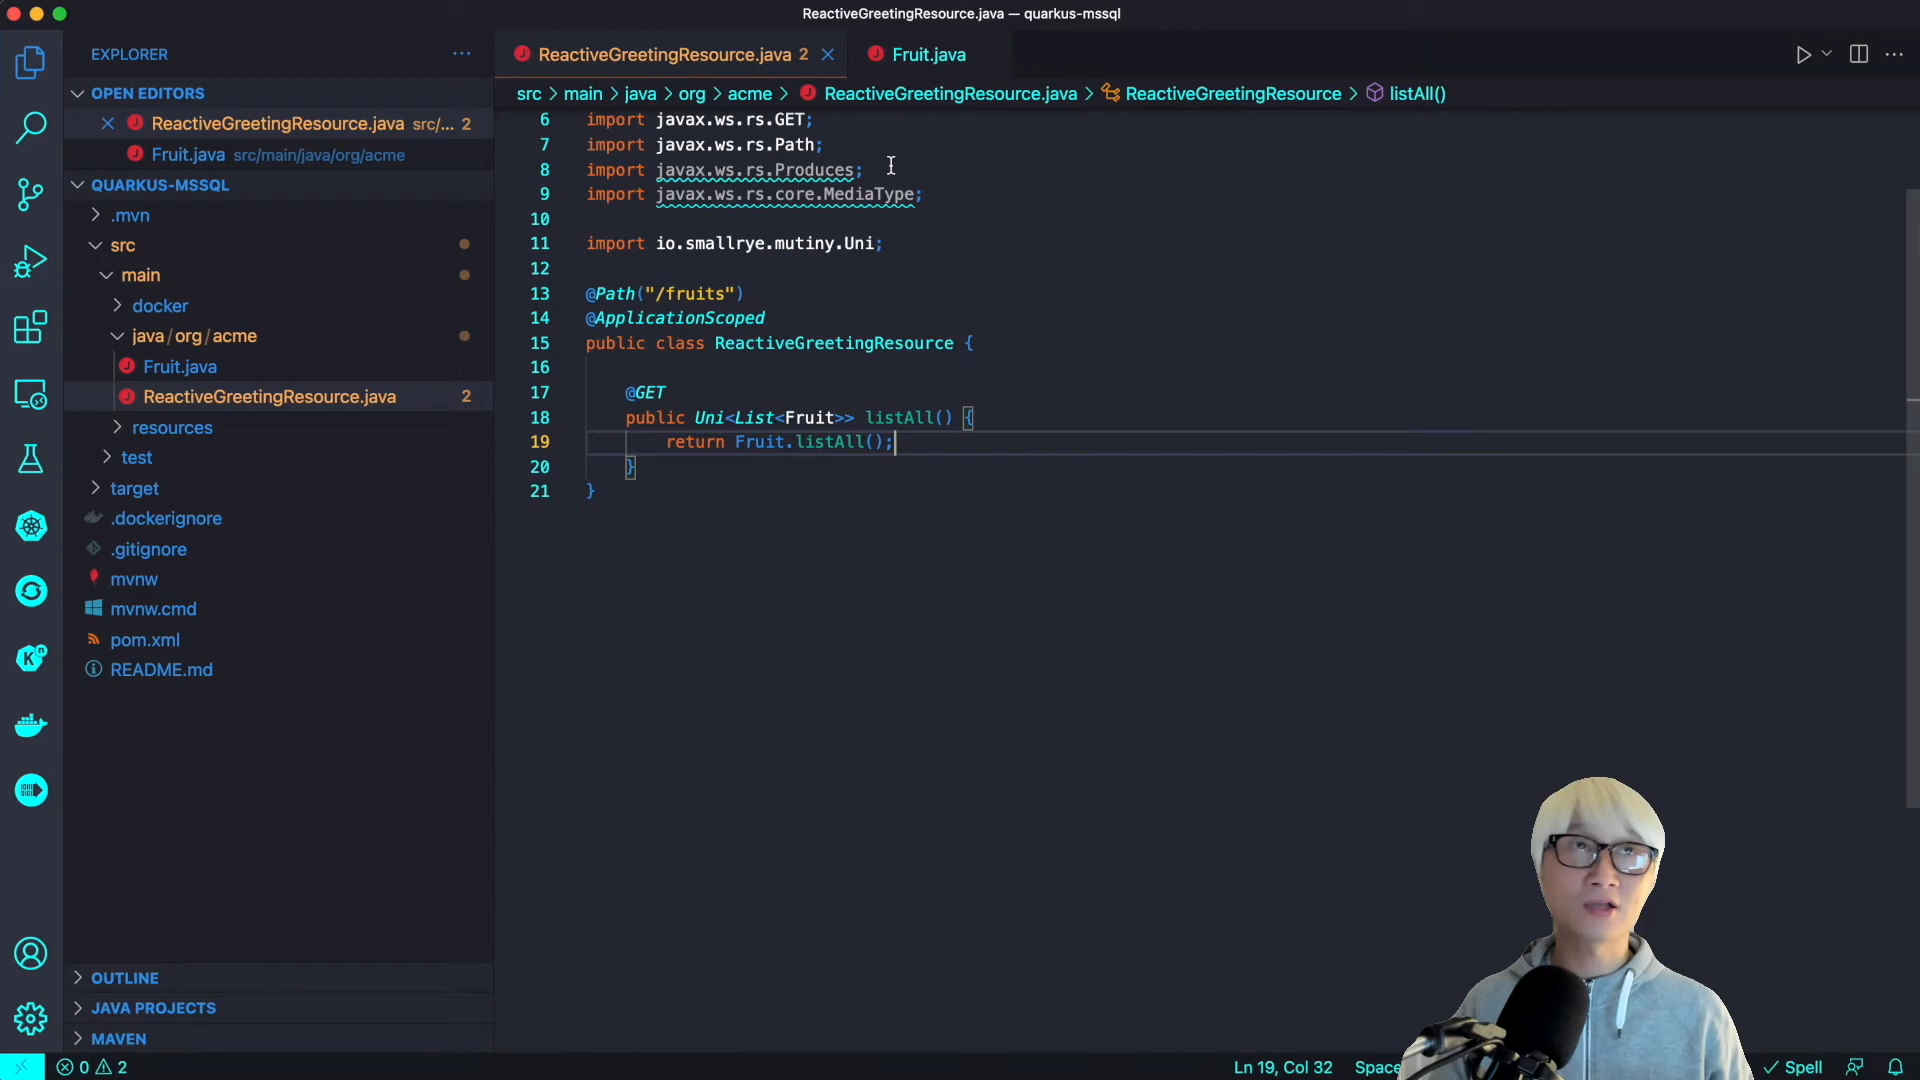 ReactiveGreetingResource.java — quarkus-mssql
EXPLORER
OPEN EDITORS
ReactiveGreetingResource.java src/... 2
Fruit.java src/main/java/org/acme
QUARKUS-MSSQL
.mvn
src
main
docker
java/org/acme
Fruit.java
ReactiveGreetingResource.java 2
resources
test
target
.dockerignore
.gitignore
mvnw
mvnw.cmd
pom.xml
README.md
OUTLINE
JAVA PROJECTS
MAVEN
ReactiveGreetingResource.java 2
Fruit.java
src > main > java > org > acme > ReactiveGreetingResource.java > ReactiveGreetingResource > listAll()
6 import javax.ws.rs.GET;
7 import javax.ws.rs.Path;
8 import javax.ws.rs.Produces;
9 import javax.ws.rs.core.MediaType;
10
11 import io.smallrye.mutiny.Uni;
12
13 @Path("/fruits")
14 @ApplicationScoped
15 public class ReactiveGreetingResource {
16
17 @GET
18 public Uni<List<Fruit>> listAll() {
19 return Fruit.listAll();
20 }
21 }
0 2
Ln 19, Col 32
Spell